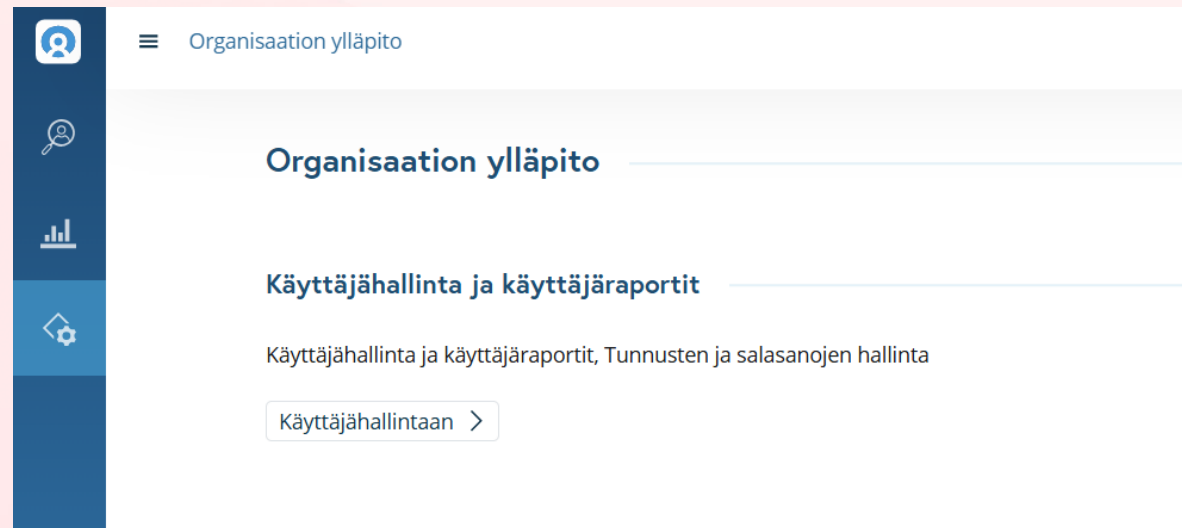 Organisaation ylläpito
Organisaation ylläpito
Käyttäjähallinta ja käyttäjäraportit
Käyttäjähallinta ja käyttäjäraportit, Tunnusten ja salasanojen hallinta
Käyttäjähallintaan